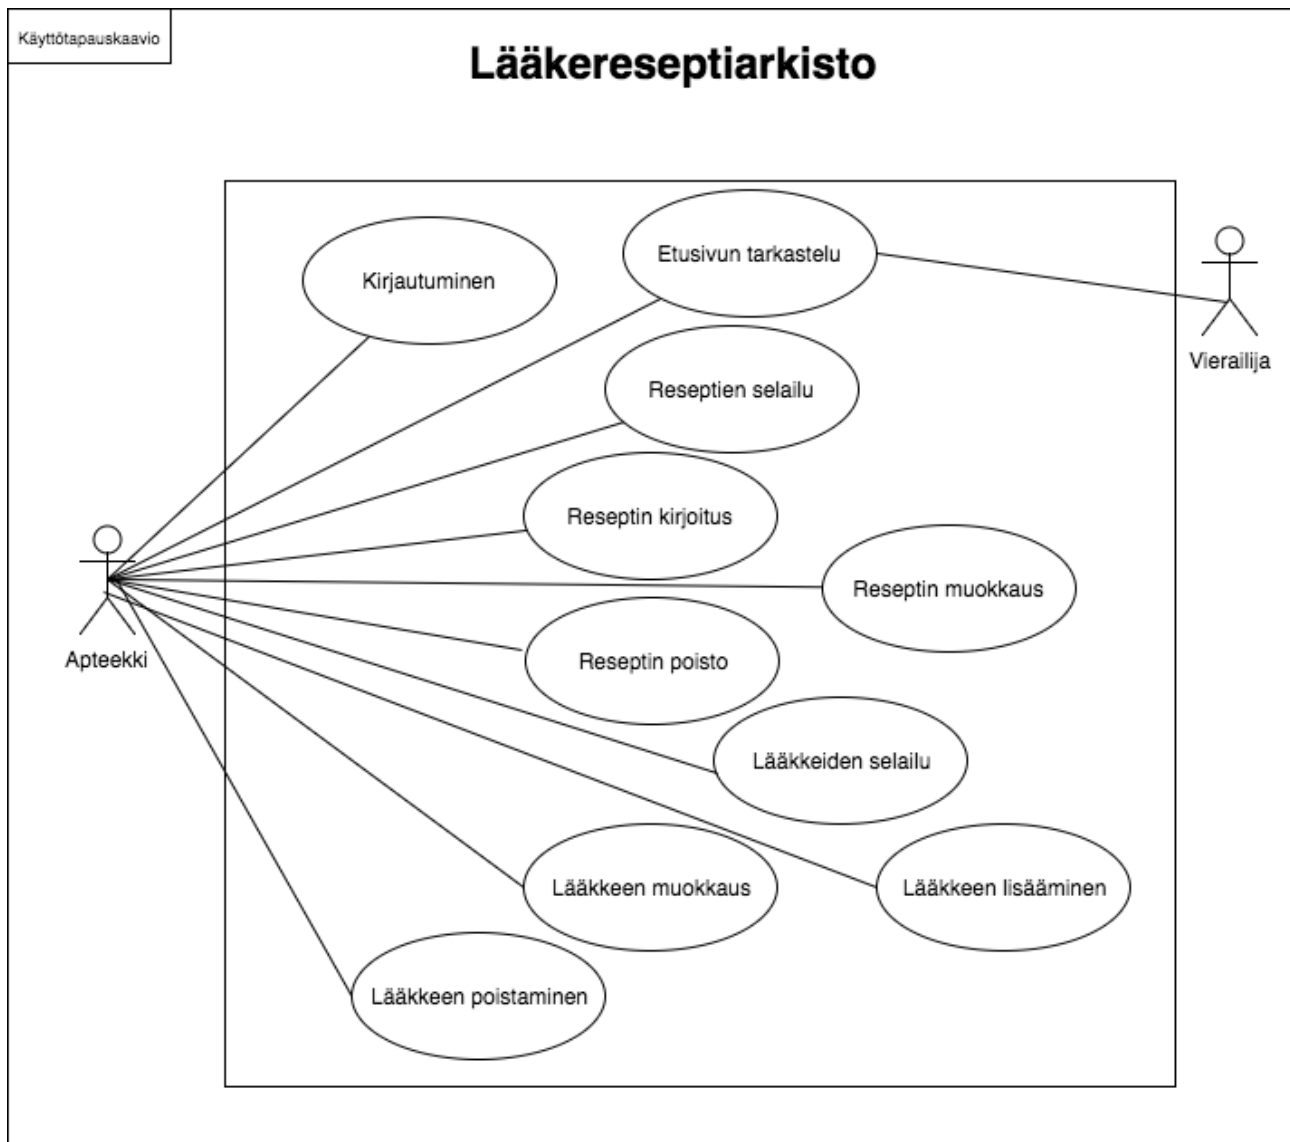 Käyttötapauskaavio
Lääkereseptiarkisto
Kirjautuminen
Etusivun tarkastelu
Vierailija
Reseptien selailu
Reseptin kirjoitus
Reseptin muokkaus
Apteekki
Reseptin poisto
Lääkkeiden selailu
Lääkkeen muokkaus
Lääkkeen lisääminen
Lääkkeen poistaminen